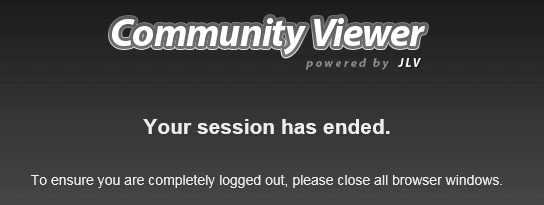 Community Viewer
powered by JLV
Your session has ended.
To ensure you are completely logged out, please close all browser windows.